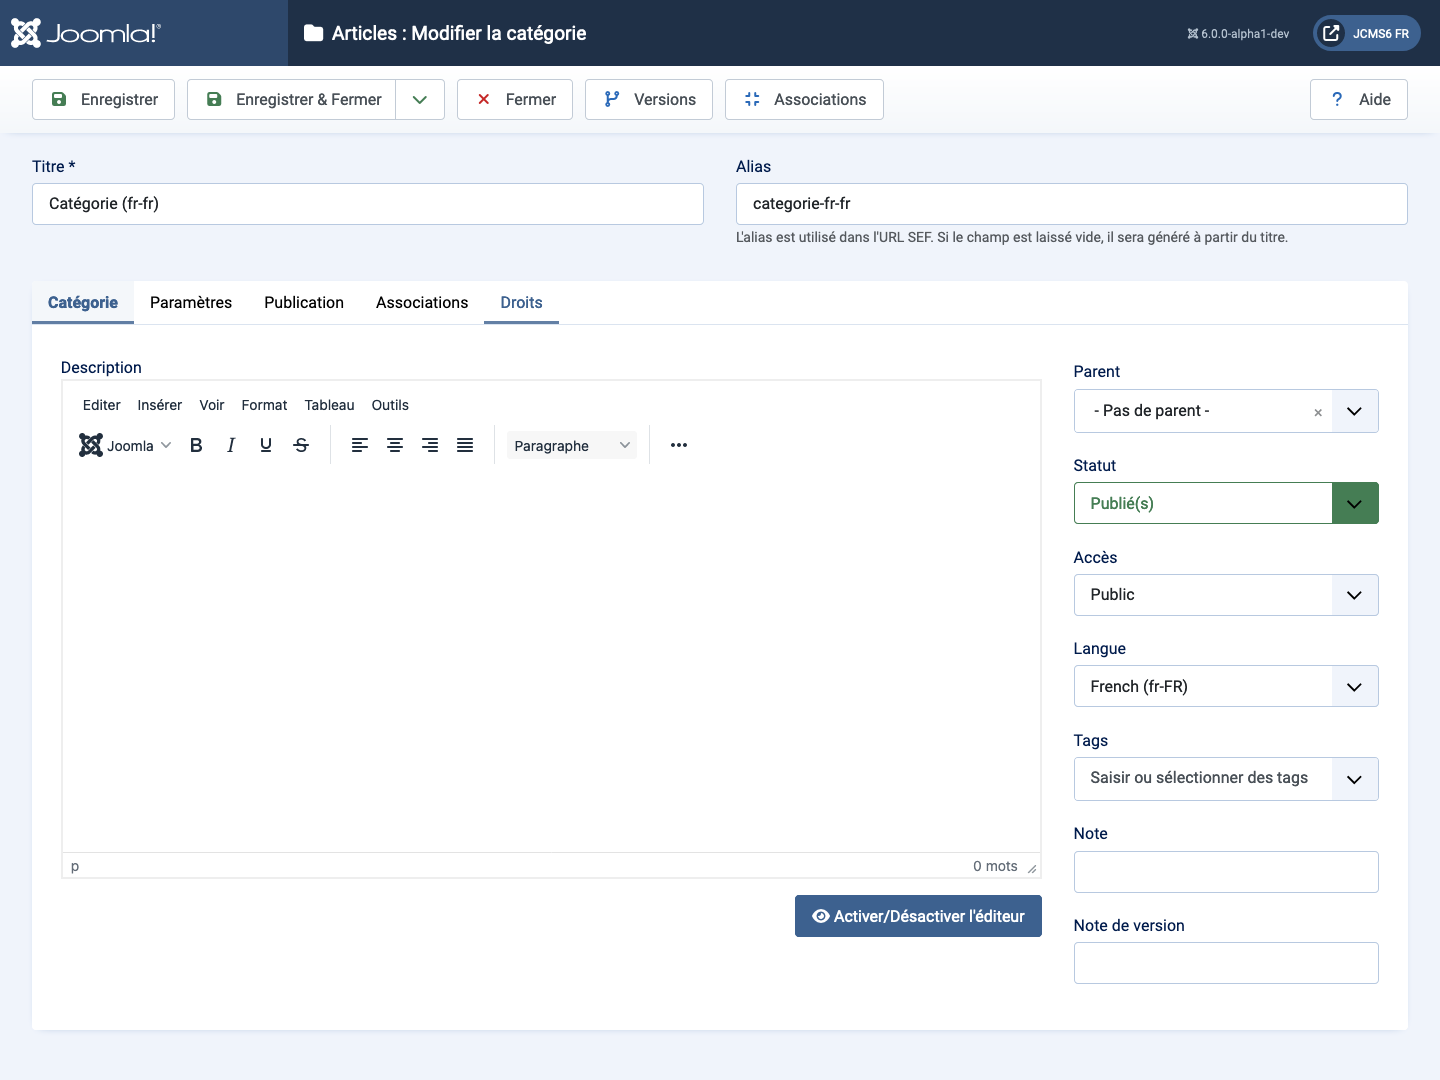 Joomla!®
Articles : Modifier la catégorie
6.0.0-alpha1-dev
JCMS6 FR
Enregistrer
Enregistrer & Fermer
Fermer
Versions
Associations
? Aide
Titre *
Alias
Catégorie (fr-fr)
categorie-fr-fr
L'alias est utilisé dans l'URL SEF. Si le champ est laissé vide, il sera généré à partir du titre.
Catégorie Paramètres Publication Associations Droits
Description
Editer Insérer Voir Format Tableau Outils
Joomla B I U S Paragraphe
p
0 mots
Activer/Désactiver l'éditeur
Parent
- Pas de parent -
Statut
Publié(s)
Accès
Public
Langue
French (fr-FR)
Tags
Saisir ou sélectionner des tags
Note
Note de version